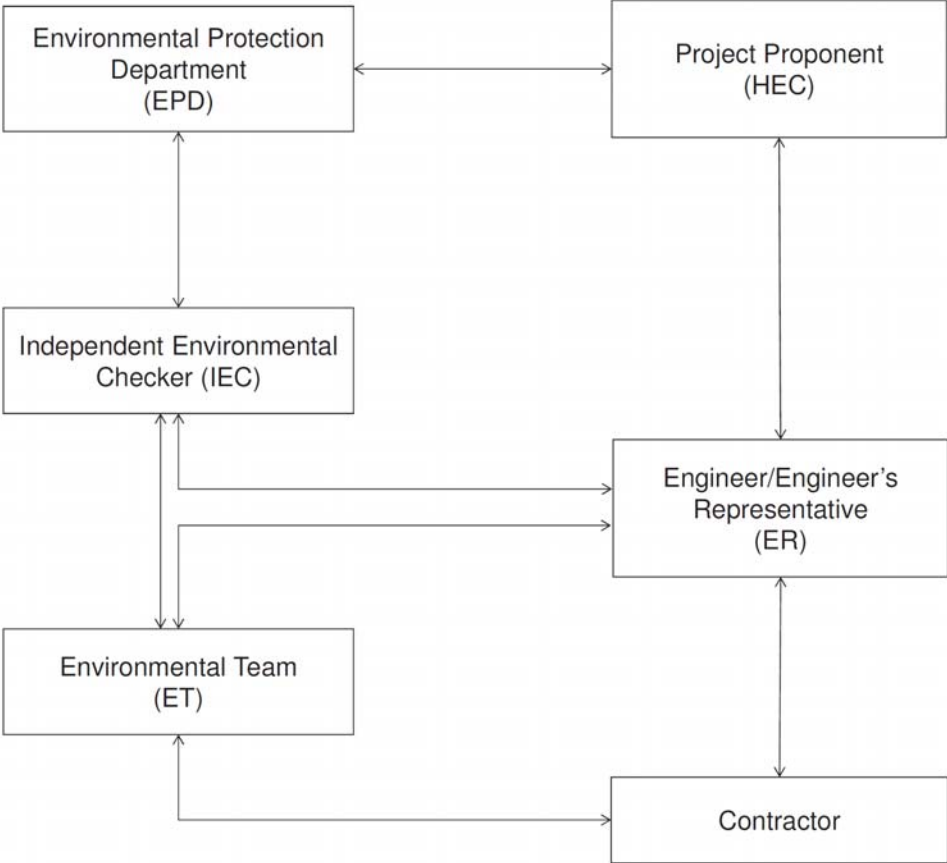 Environmental Protection
Department
(EPD)
Project Proponent
(HEC)
Independent Environmental
Checker (IEC)
Engineer/Engineer’s
Representative
(ER)
Environmental Team
(ET)
Contractor